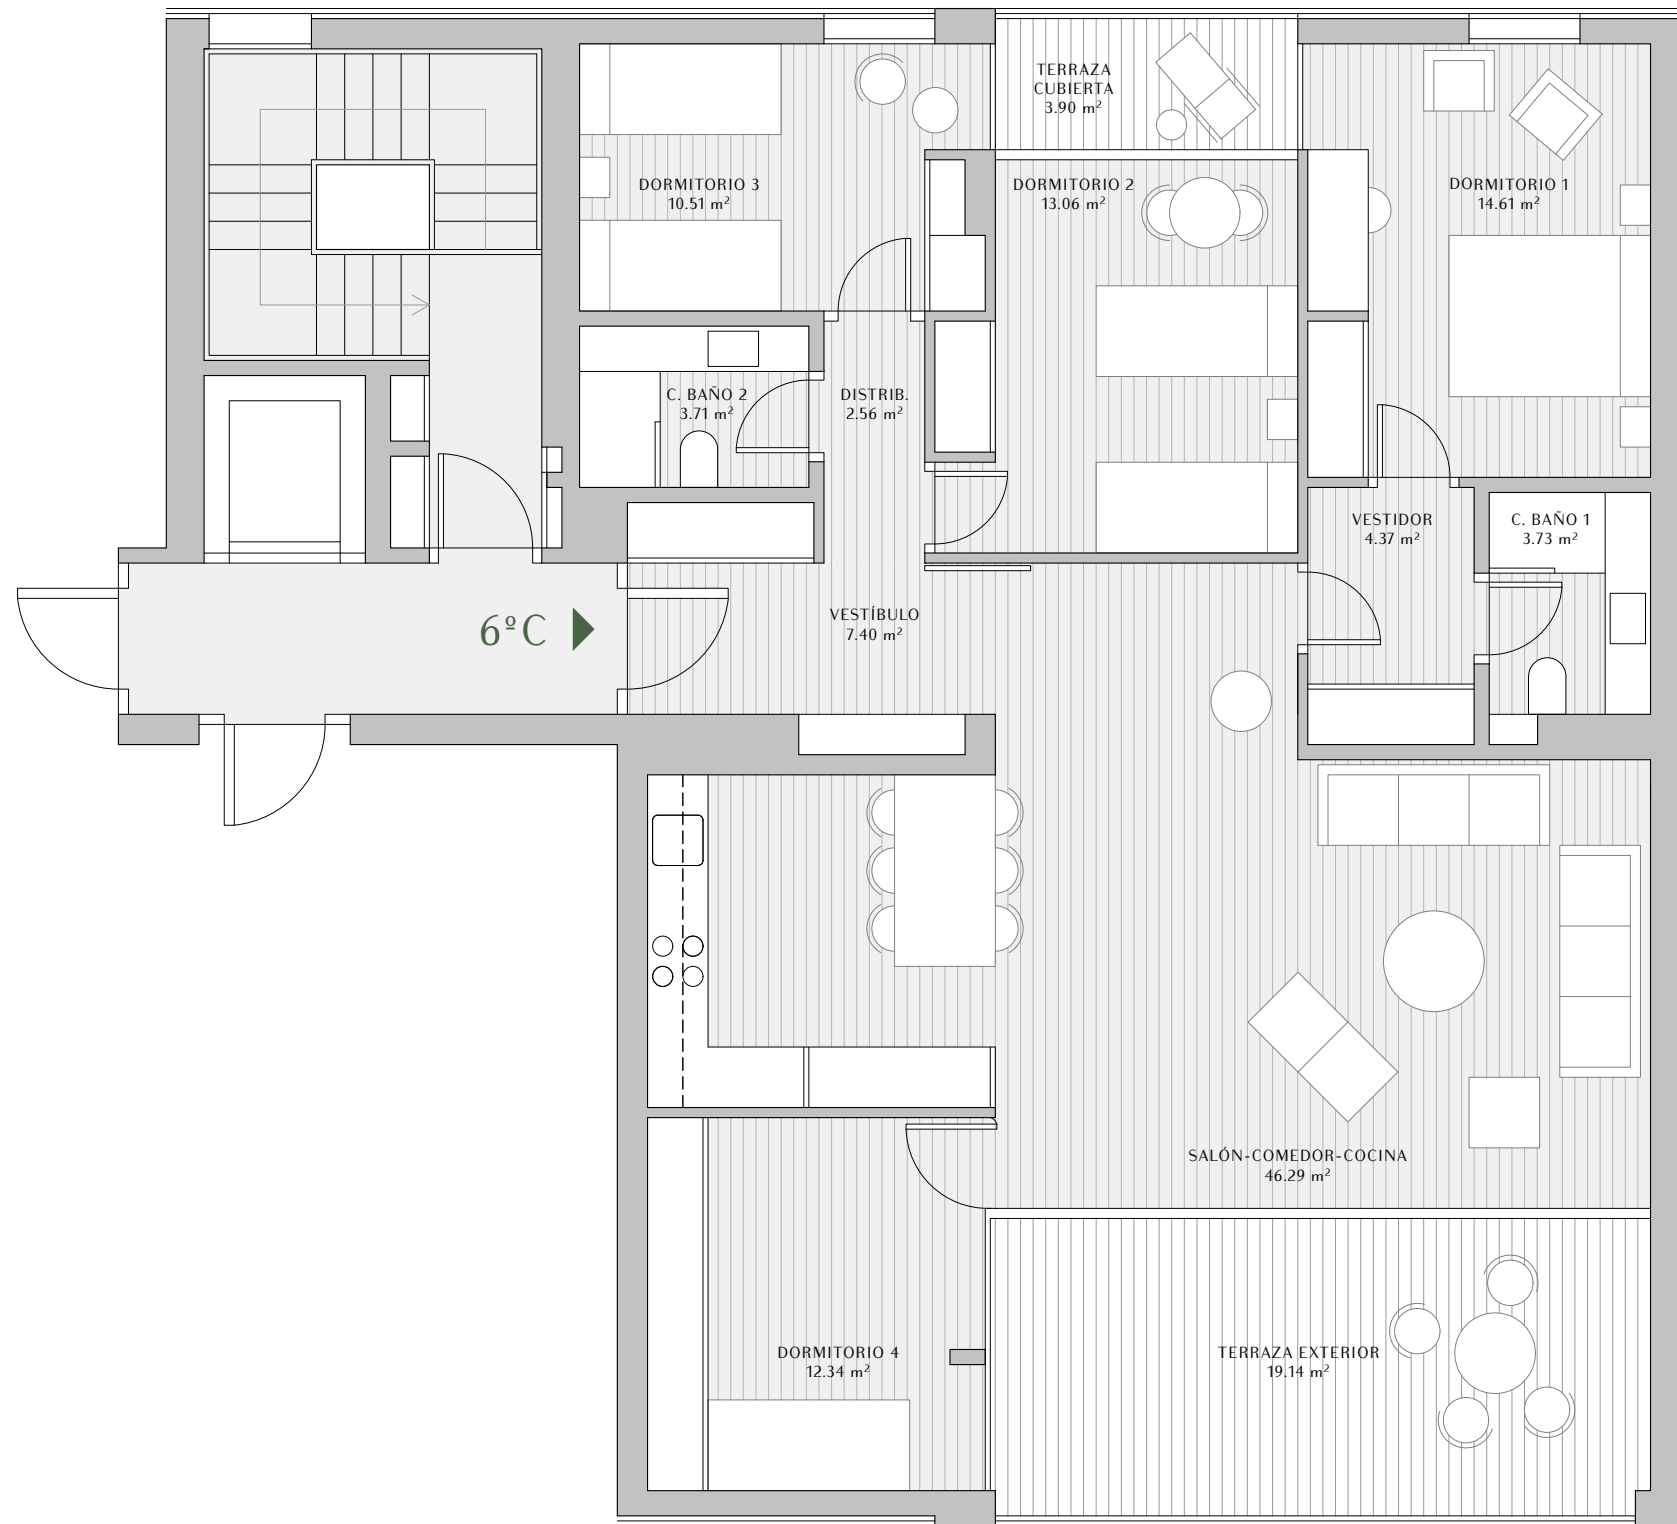 TERRAZA
CUBIERTA
3.90 m²
DORMITORIO 3
10.51 m²
DORMITORIO 2
13.06 m²
DORMITORIO 1
14.61 m²
C. BAÑO 2
3.71 m²
DISTRIB.
2.56 m²
VESTIDOR
4.37 m²
C. BAÑO 1
3.73 m²
6ºC
VESTÍBULO
7.40 m²
SALÓN-COMEDOR-COCINA
46.29 m²
DORMITORIO 4
12.34 m²
TERRAZA EXTERIOR
19.14 m²